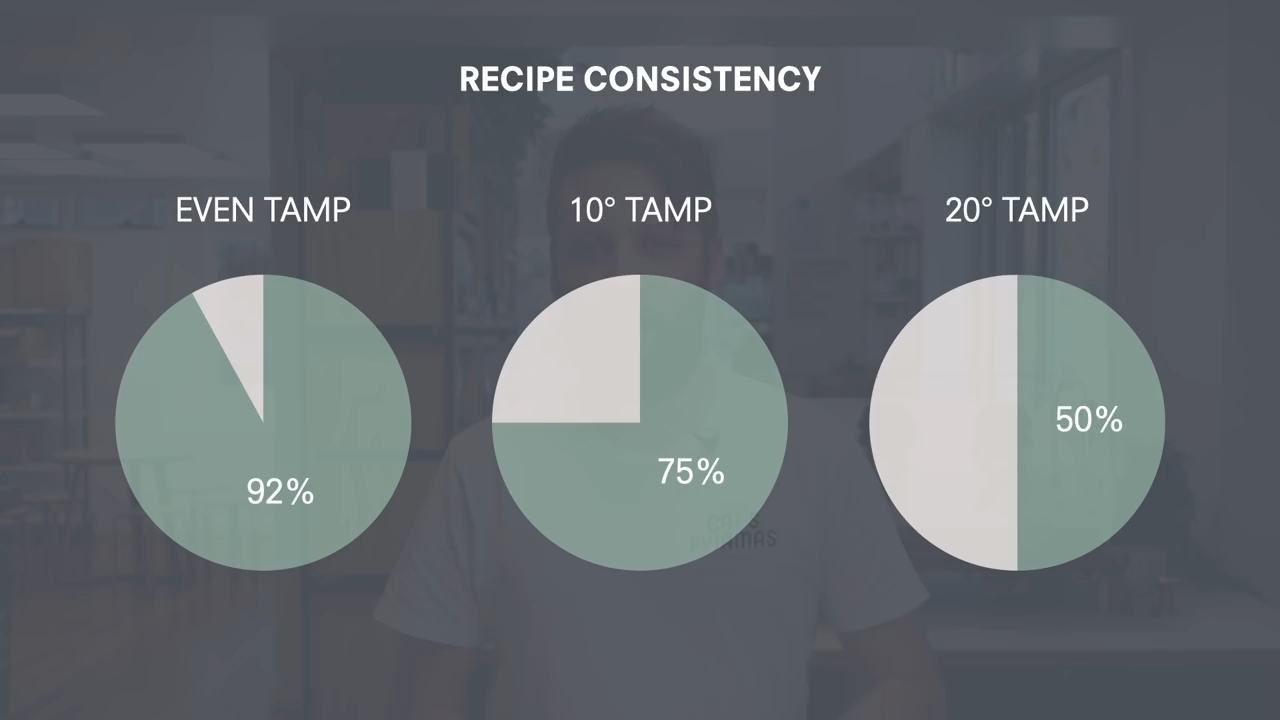 RECIPE CONSISTENCY
EVEN TAMP
10° TAMP
20° TAMP
92%
75%
50%